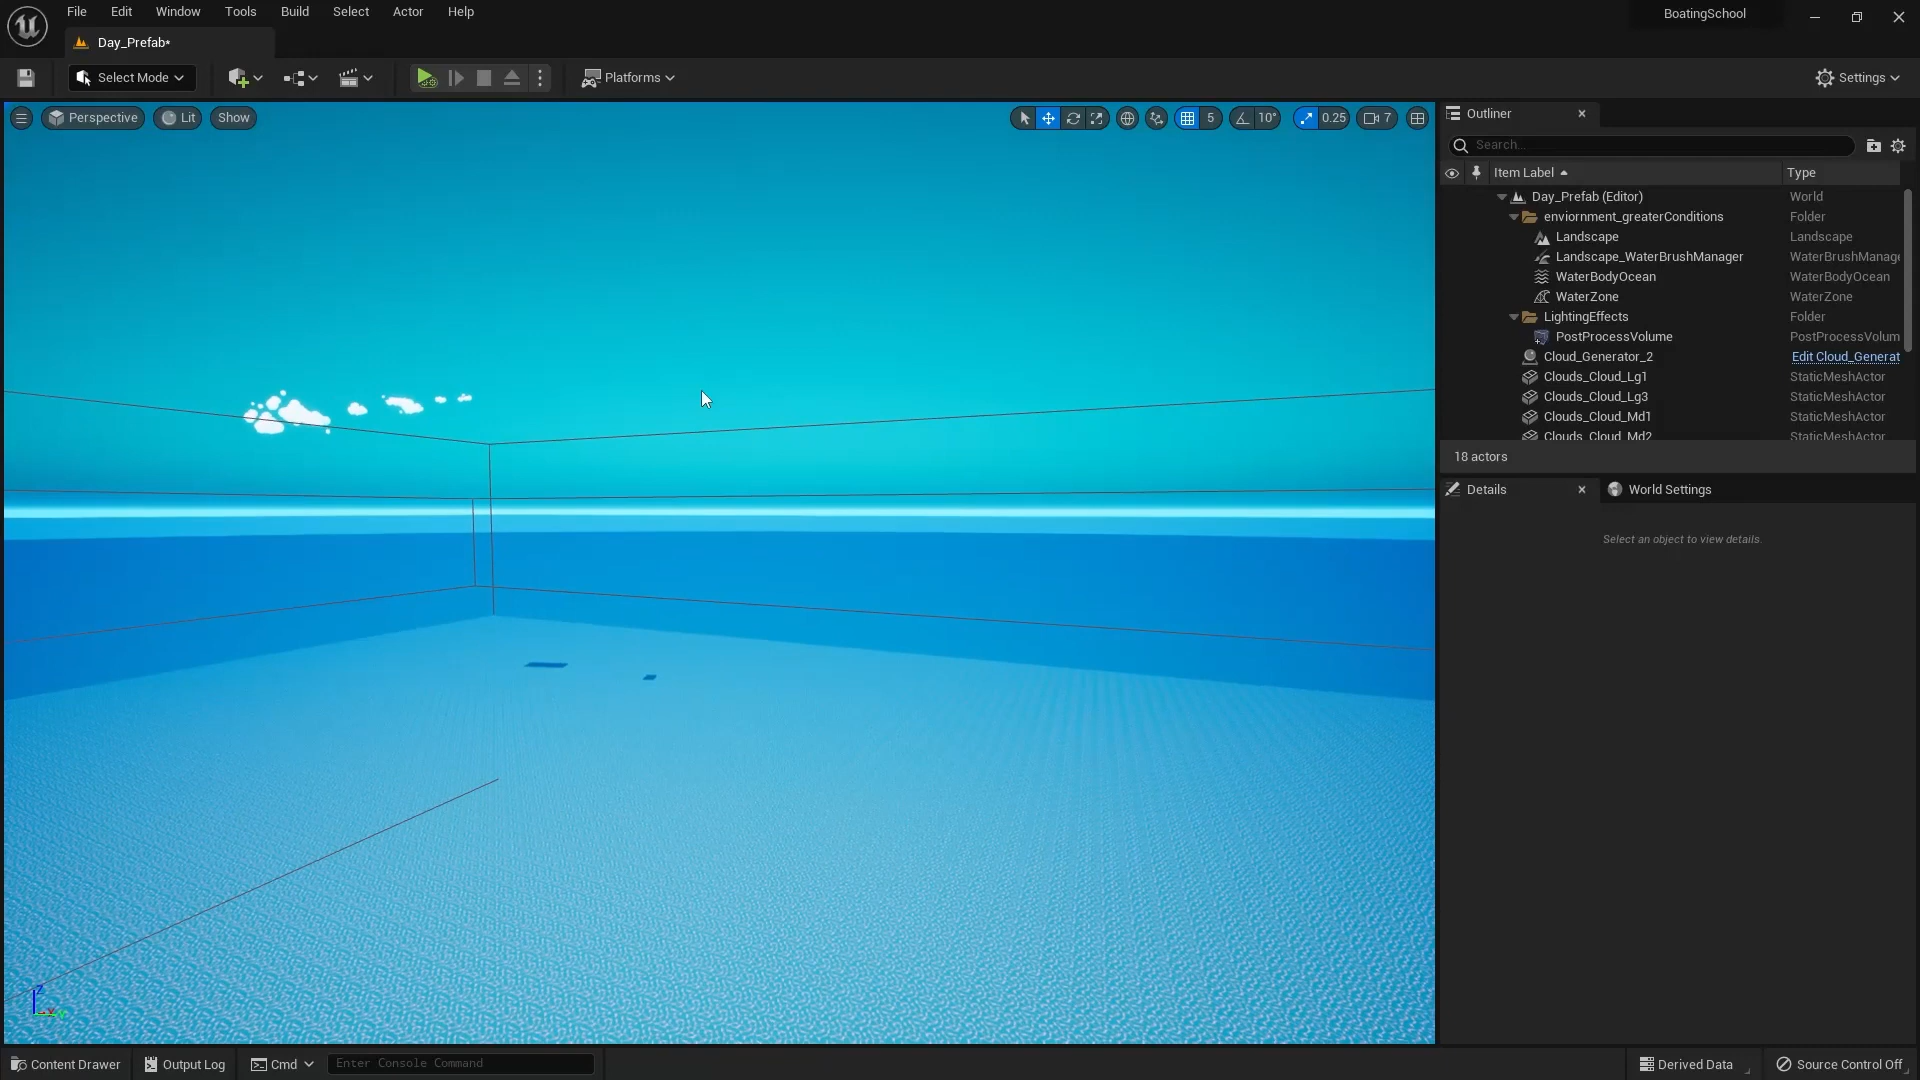 File Edit Window Tools Build Select Actor Help
BoatingSchool
Day_Prefab*
Select Mode
Platforms
Settings
Perspective Lit Show
5 10° 0.25 7
Outliner
Search...
Item Label Type
Day_Prefab (Editor) World
enviornment_greaterConditions Folder
Landscape Landscape
Landscape_WaterBrushManager WaterBrushManage
WaterBodyOcean WaterBodyOcean
WaterZone WaterZone
LightingEffects Folder
PostProcessVolume PostProcessVolum
Cloud_Generator_2 Edit Cloud_Generat
Clouds_Cloud_Lg1 StaticMeshActor
Clouds_Cloud_Lg3 StaticMeshActor
Clouds_Cloud_Md1 StaticMeshActor
Clouds_Cloud_Md2 StaticMeshActor
18 actors
Details World Settings
Select an object to view details.
Z
Content Drawer Output Log Cmd Enter Console Command
Derived Data Source Control Off